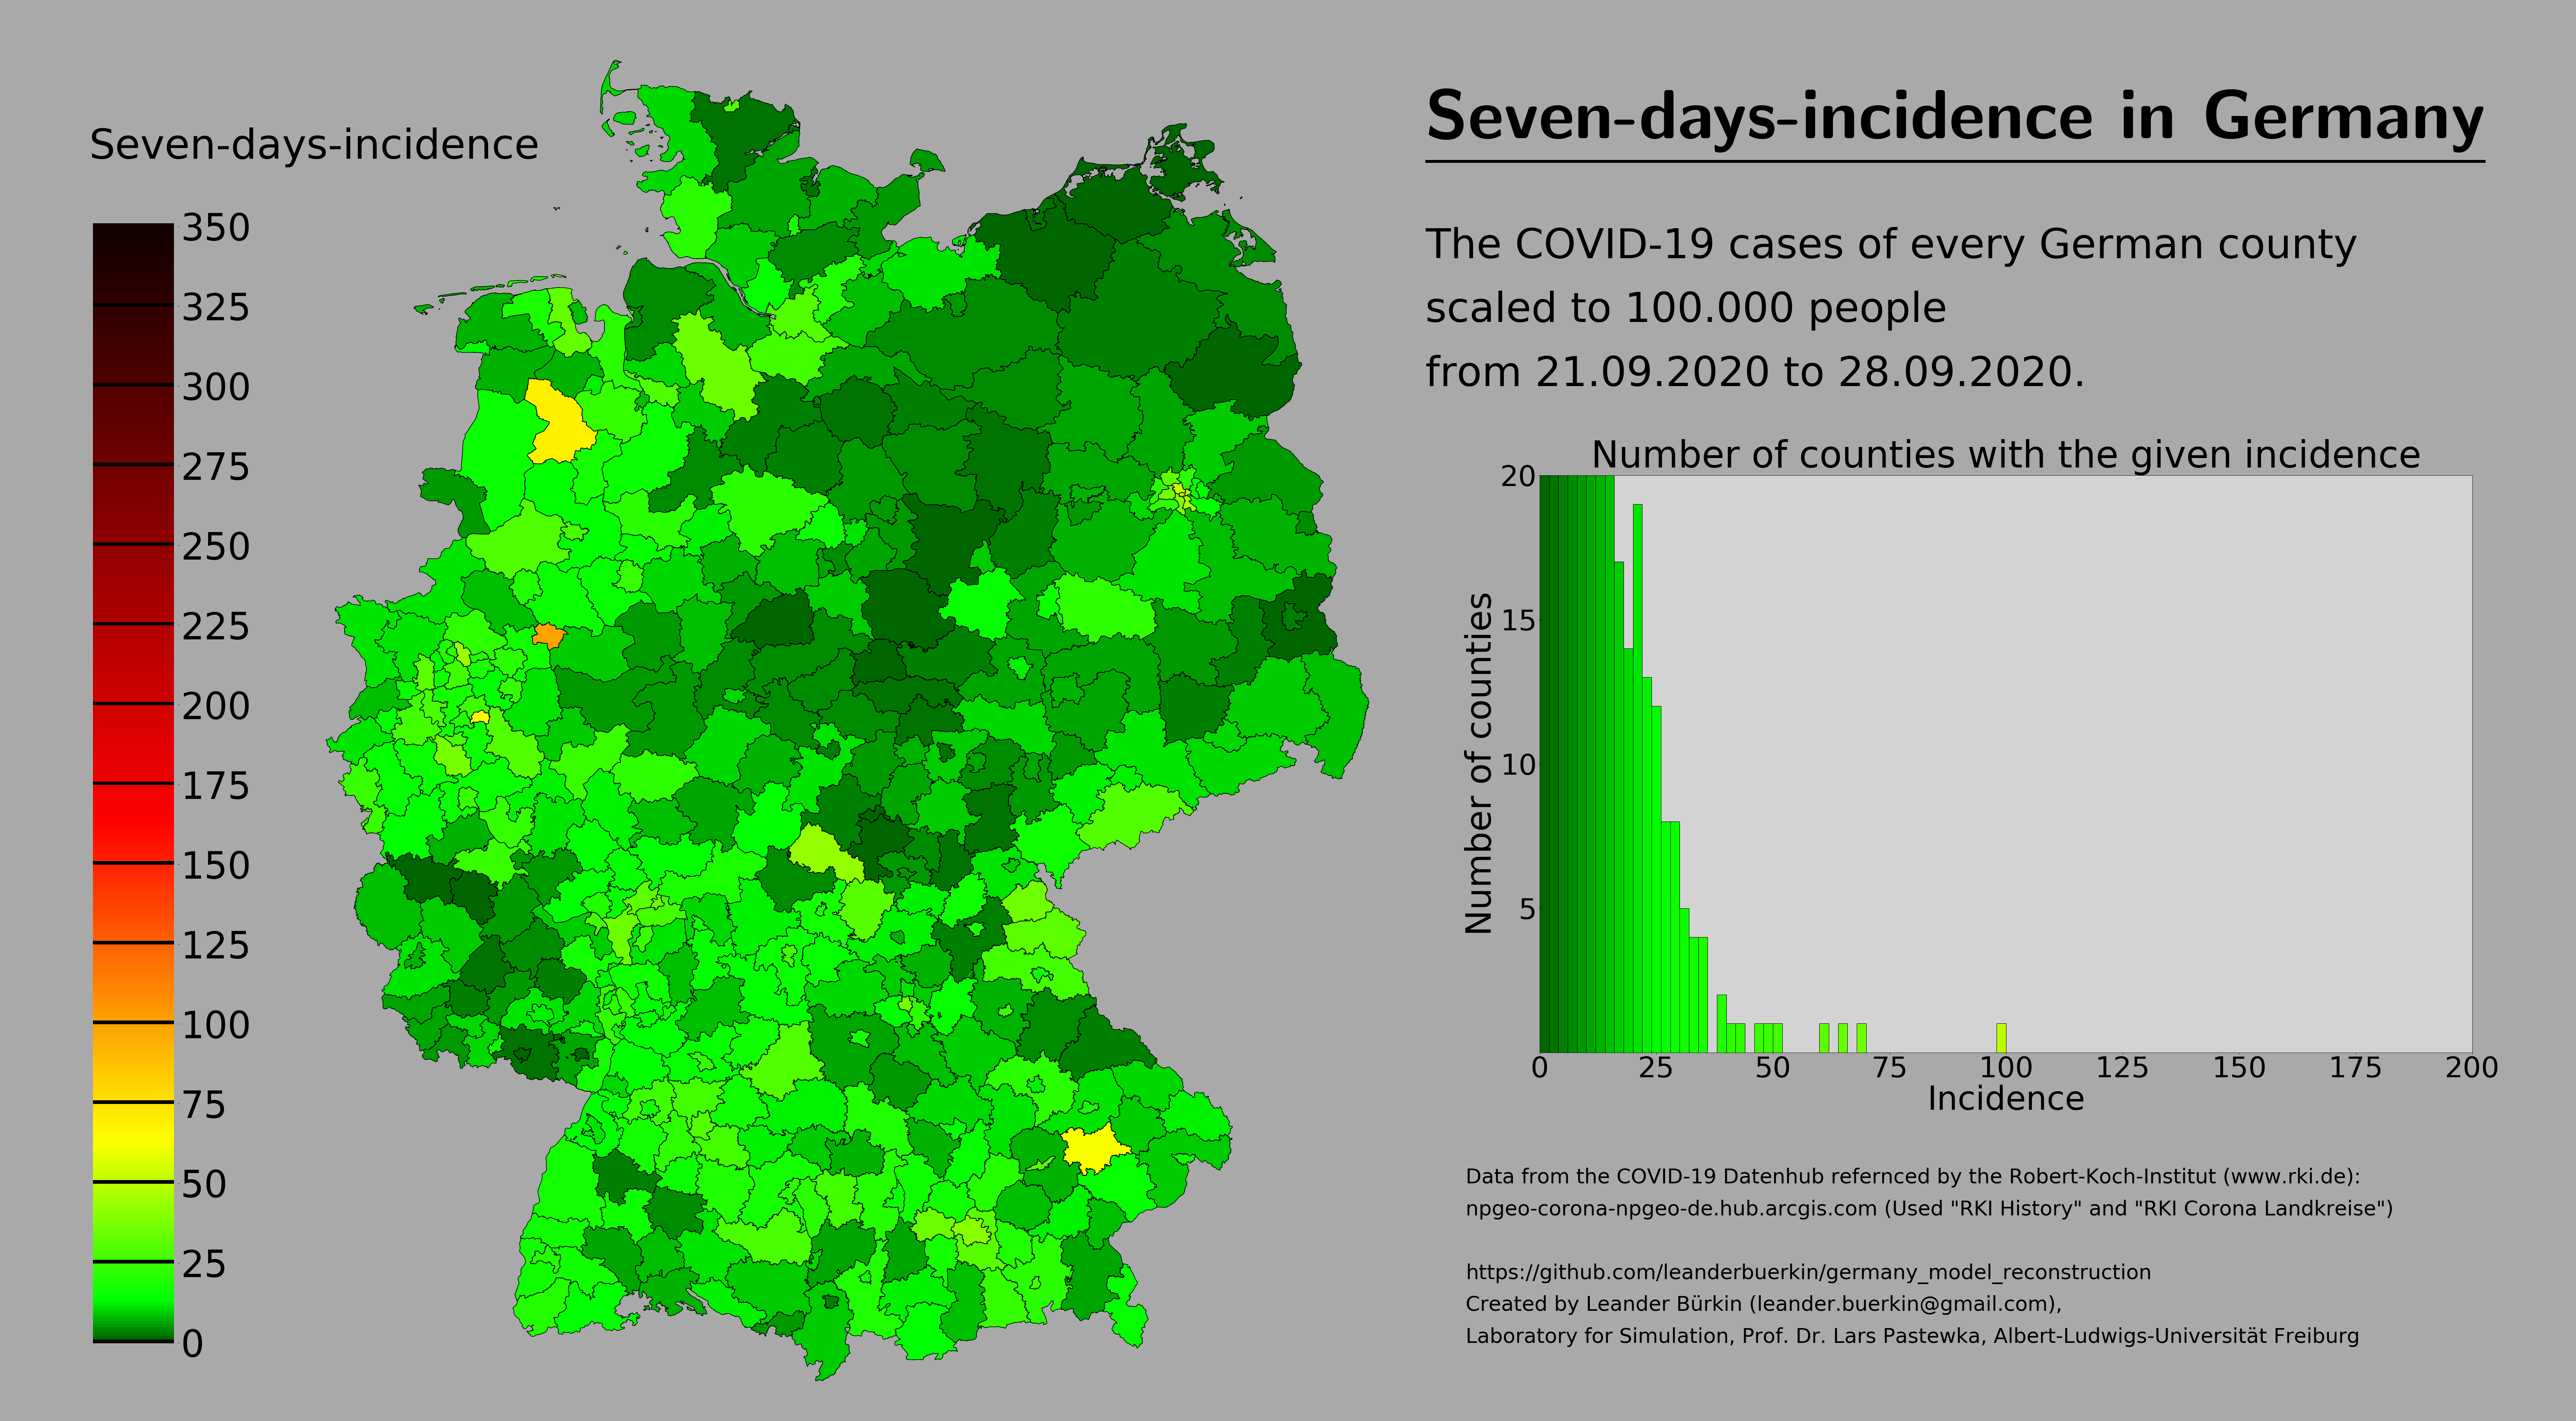 Seven-days-incidence in Germany
Seven-days-incidence
The COVID-19 cases of every German county
scaled to 100.000 people
from 21.09.2020 to 28.09.2020.
350
325
300
275
250
225
200
175
150
125
100
75
50
25
0
Number of counties with the given incidence
Number of counties
20
15
10
5
0 25 50 75 100 125 150 175 200
Incidence
Data from the COVID-19 Datenhub refernced by the Robert-Koch-Institut (www.rki.de):
npgeo-corona-npgeo-de.hub.arcgis.com (Used "RKI History" and "RKI Corona Landkreise")
https://github.com/leanderbuerkin/germany_model_reconstruction
Created by Leander Bürkin (leander.buerkin@gmail.com),
Laboratory for Simulation, Prof. Dr. Lars Pastewka, Albert-Ludwigs-Universität Freiburg